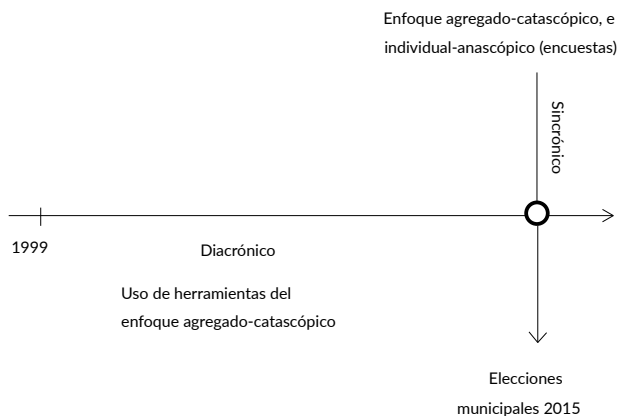 Enfoque agregado-catascópico, e
individual-anascópico (encuestas)
Sincrónico
1999
Diacrónico
Uso de herramientas del
enfoque agregado-catascópico
Elecciones
municipales 2015